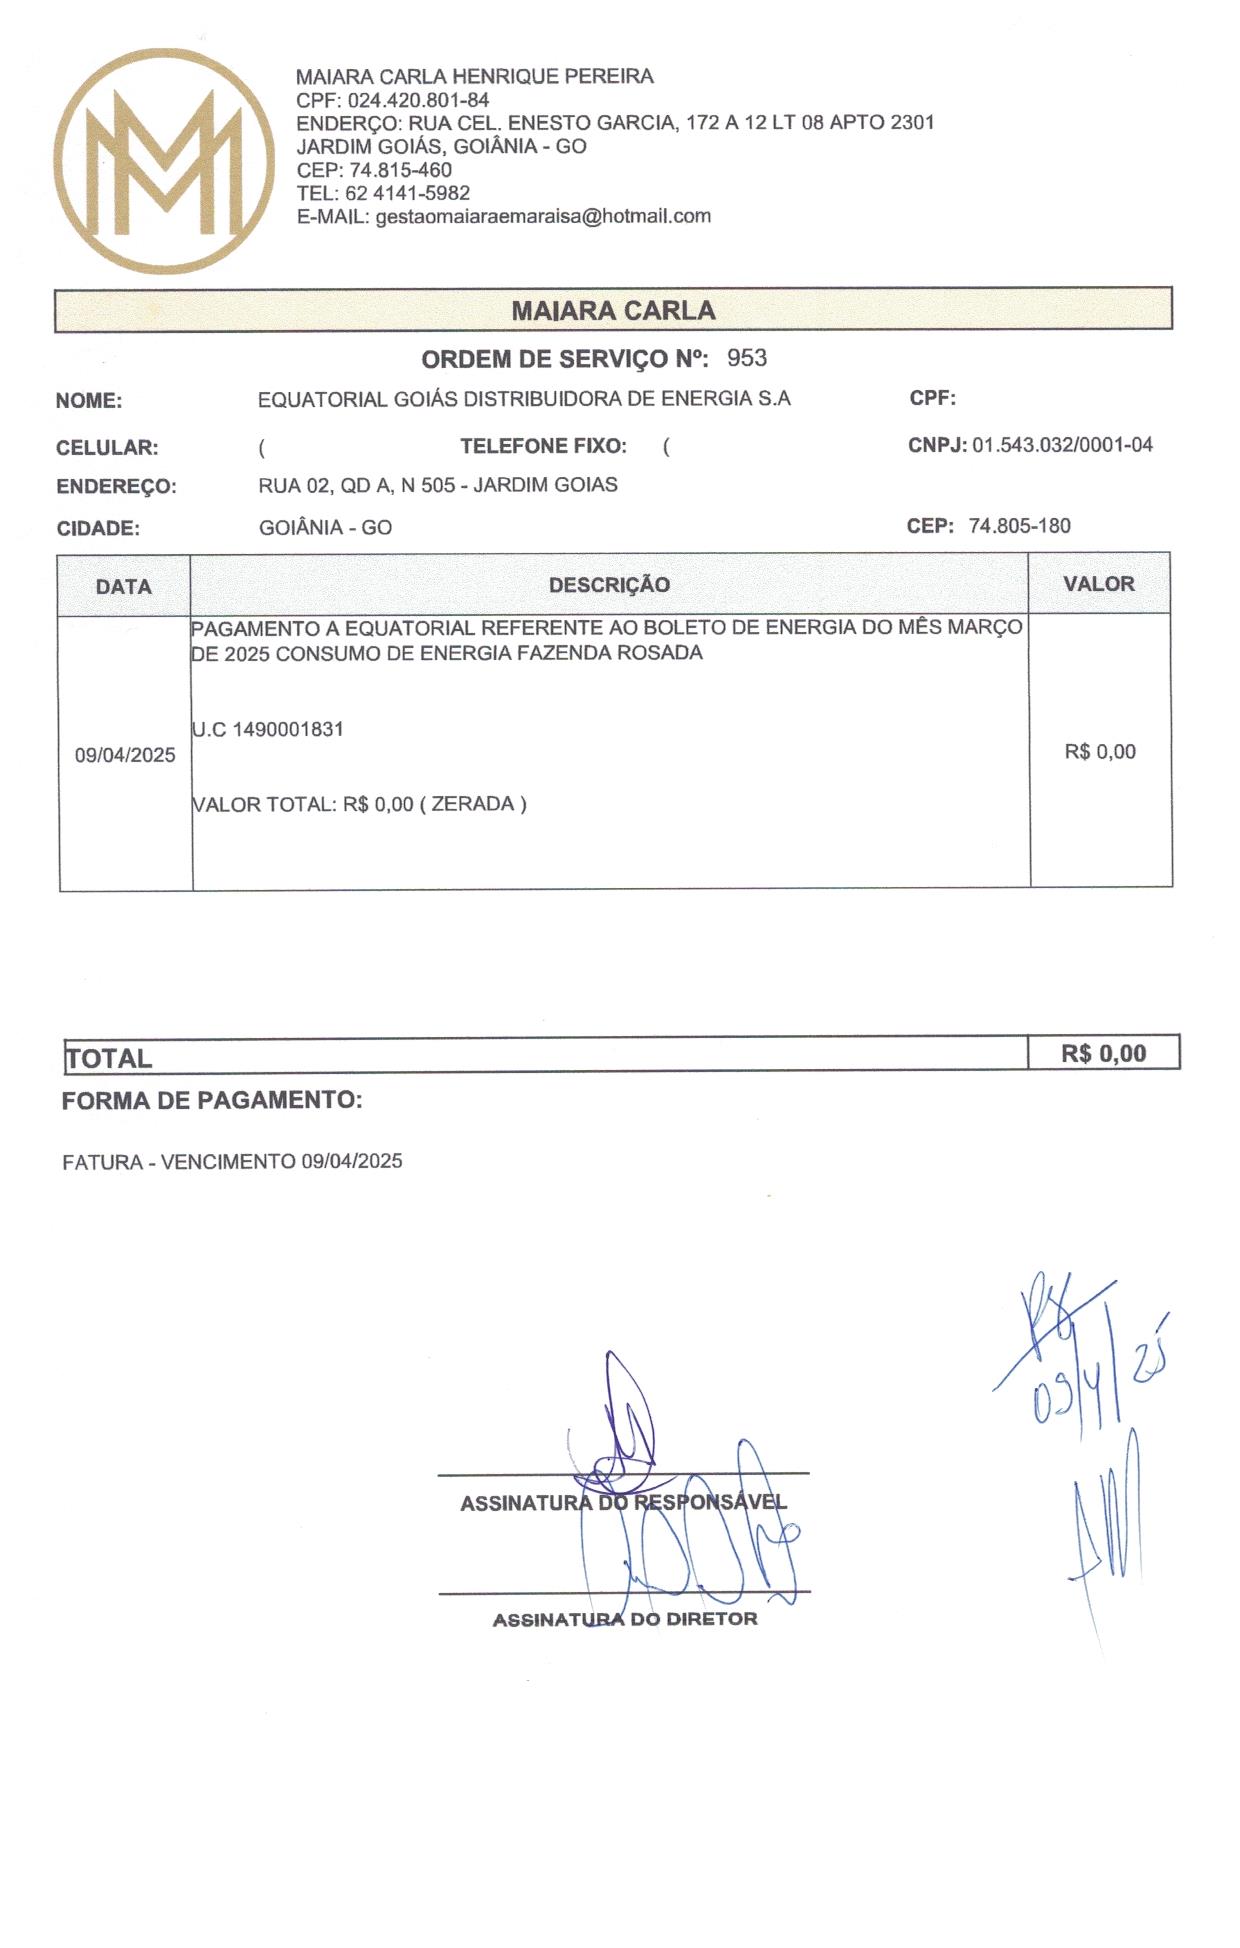 MAIARA CARLA HENRIQUE PEREIRA
CPF: 024.420.801-84
ENDERÇO: RUA CEL. ENESTO GARCIA, 172 A 12 LT 08 APTO 2301
JARDIM GOIÁS, GOIÂNIA - GO
CEP: 74.815-460
TEL: 62 4141-5982
E-MAIL: gestaomaiaraemaraisa@hotmail.com
MAIARA CARLA
ORDEM DE SERVIÇO Nº: 953
NOME: EQUATORIAL GOIÁS DISTRIBUIDORA DE ENERGIA S.A CPF:
CELULAR: ( TELEFONE FIXO: ( CNPJ: 01.543.032/0001-04
ENDEREÇO: RUA 02, QD A, N 505 - JARDIM GOIAS
CIDADE: GOIÂNIA - GO CEP: 74.805-180
DATA DESCRIÇÃO VALOR
PAGAMENTO A EQUATORIAL REFERENTE AO BOLETO DE ENERGIA DO MÊS MARÇO
DE 2025 CONSUMO DE ENERGIA FAZENDA ROSADA
U.C 1490001831
09/04/2025 R$ 0,00
VALOR TOTAL: R$ 0,00 ( ZERADA )
TOTAL R$ 0,00
FORMA DE PAGAMENTO:
FATURA - VENCIMENTO 09/04/2025
09/4/25
ASSINATURA DO RESPONSÁVEL
ASSINATURA DO DIRETOR